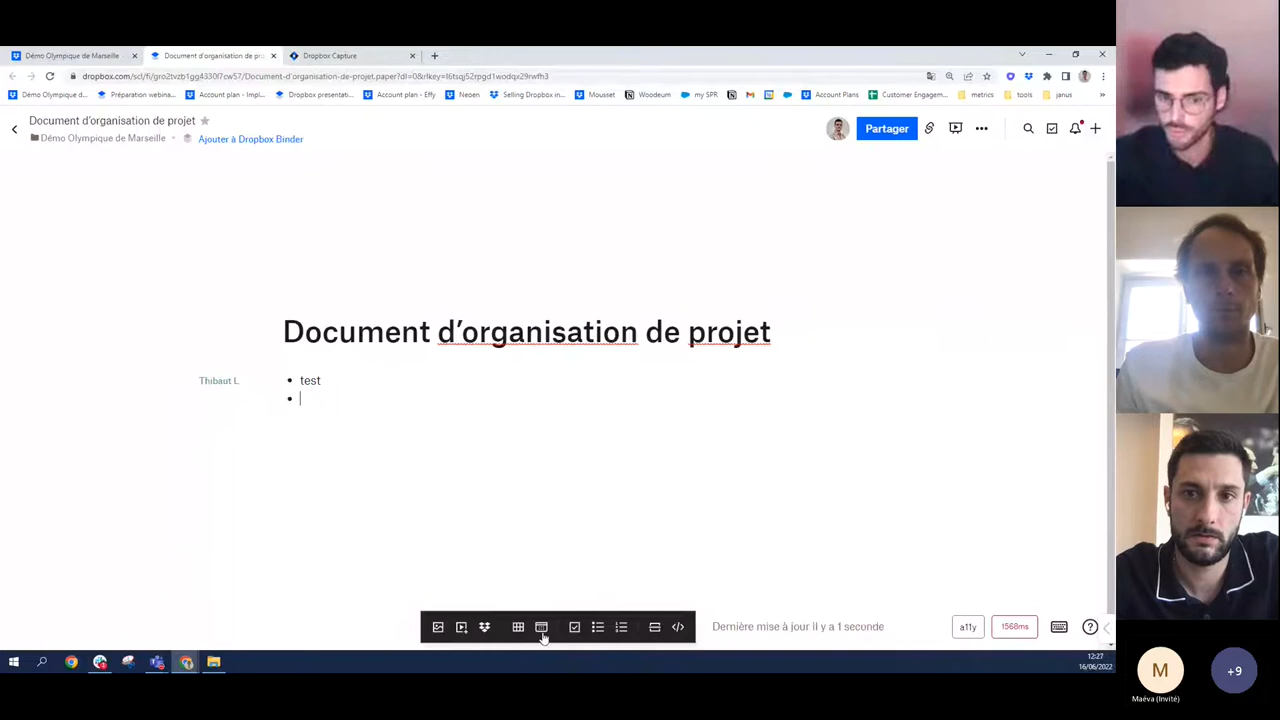 Démo Olympique de Marseille
Document d'organisation de pro
Dropbox Capture
dropbox.com/scl/fi/gro2tvzb1gg4330l7cw57/Document-d'organisation-de-projet.paper?dl=0&rlkey=l6tsqj52rpgd1wodqx29rwfh3
Démo Olympique d...
Préparation webina...
Account plan - Impl...
Dropbox presentati...
Account plan - Effy
Neoen
Selling Dropbox in...
Mousset
Woodeum
my SPR
Account Plans
Customer Engagem...
metrics
tools
janus
Document d'organisation de projet
Démo Olympique de Marseille
Ajouter à Dropbox Binder
Partager
Document d'organisation de projet
Thibaut L
• test
•
Dernière mise à jour Il y a 1 seconde
a11y
1568ms
12:27
16/06/2022
M
+9
Maéva (Invité)